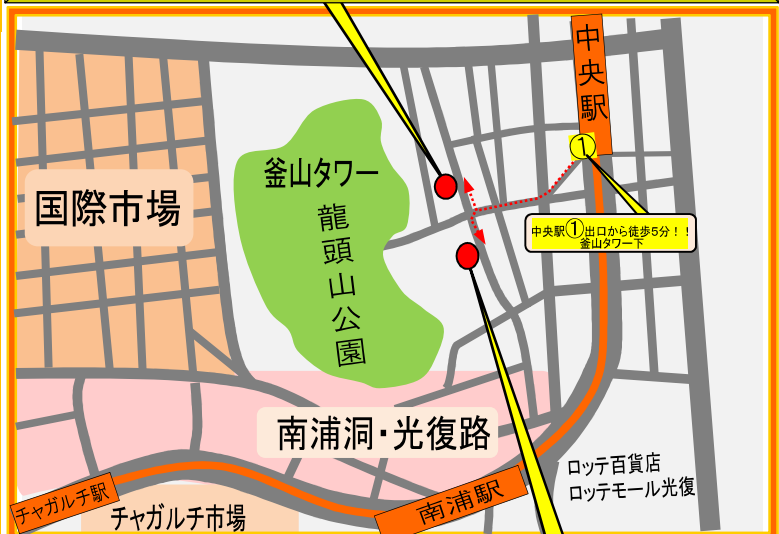 中央駅
①
釜山タワー
龍頭山公園
国際市場
中央駅①出口から徒歩5分！！
釜山タワー下
南浦洞・光復路
ロッテ百貨店
ロッテモール光復
チャガルチ駅
南浦駅
チャガルチ市場